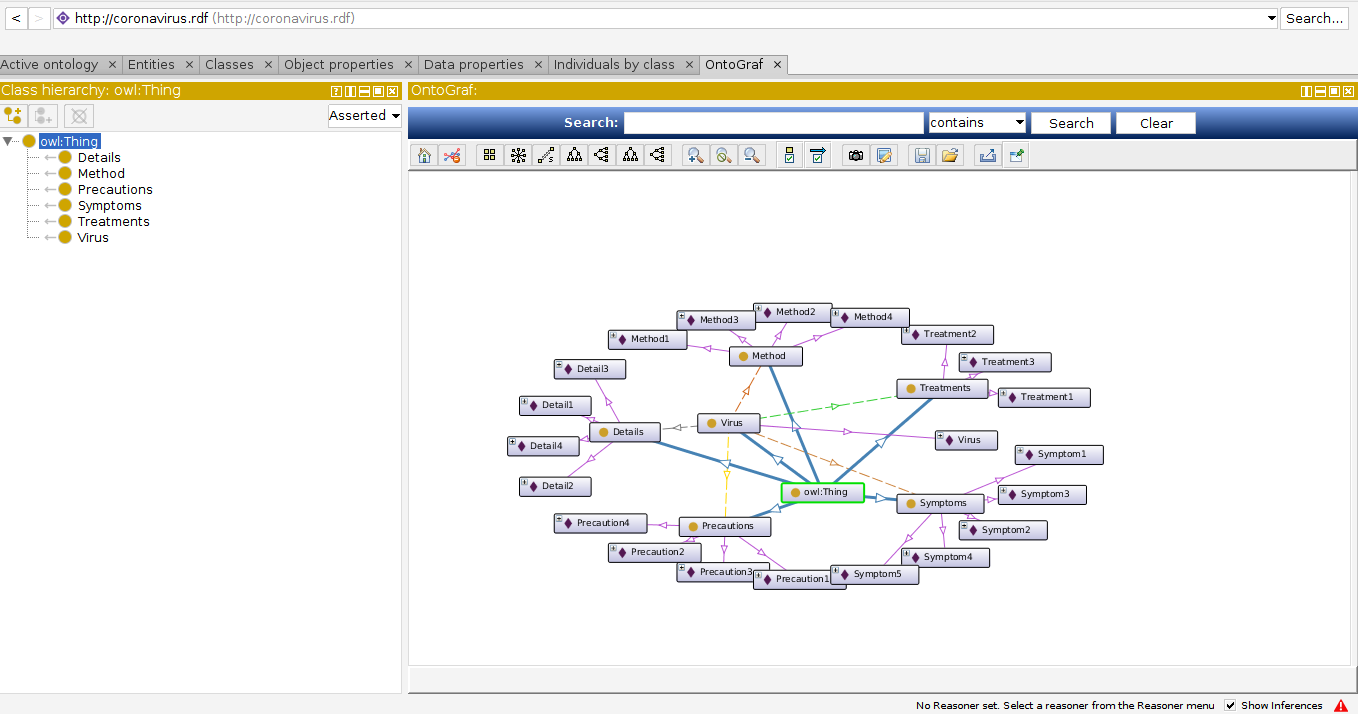 < > http://coronavirus.rdf (http://coronavirus.rdf) Search...
Active ontology × Entities × Classes × Object properties × Data properties × Individuals by class × OntoGraf ×
Class hierarchy: owl:Thing
OntoGraf:
Asserted
Search: contains Search Clear
owl:Thing
Details
Method
Precautions
Symptoms
Treatments
Virus
Method2
Method3
Method4
Method1
Treatment2
Method
Treatment3
Detail3
Treatments
Treatment1
Detail1
Virus
Details
Virus
Detail4
Symptom1
Detail2
owl:Thing
Symptom3
Symptoms
Precaution4
Precautions
Symptom2
Precaution2
Symptom4
Precaution3
Precaution1
Symptom5
No Reasoner set. Select a reasoner from the Reasoner menu Show Inferences